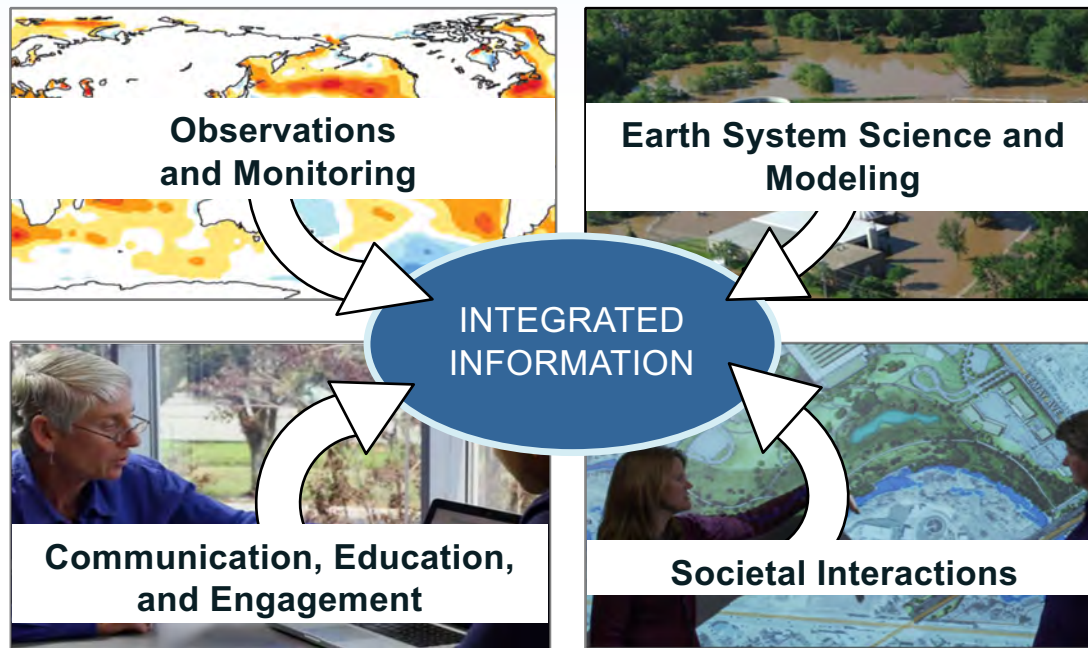 Observations
and Monitoring
Earth System Science and
Modeling
INTEGRATED
INFORMATION
Communication, Education,
and Engagement
Societal Interactions